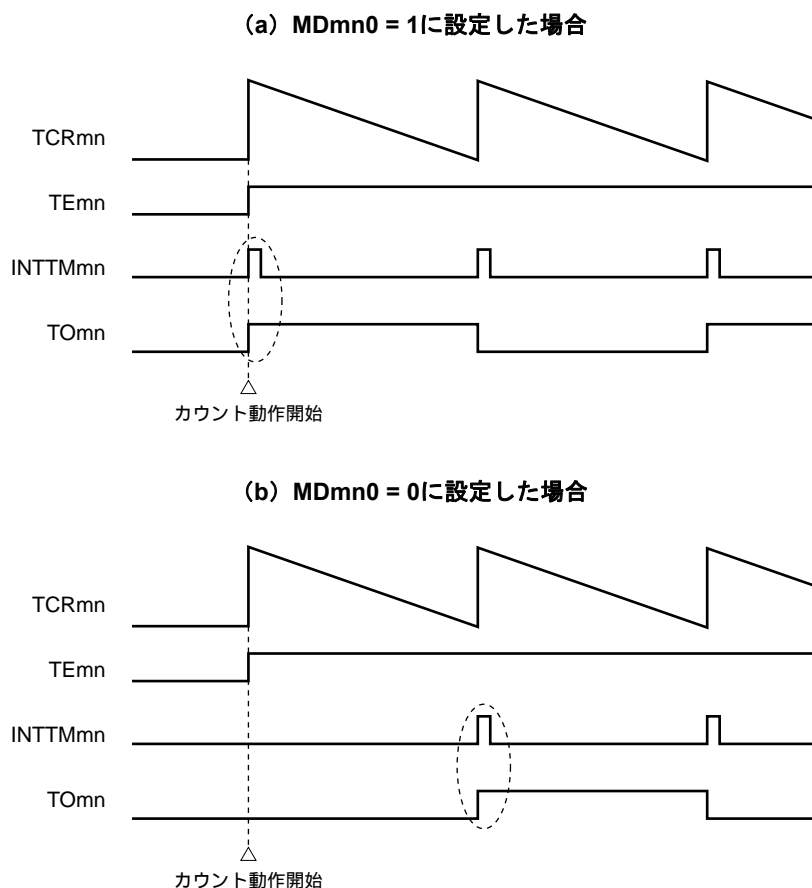 (a) MDmn0 = 1に設定した場合
TCRmn
TEmn
INTTMmn
TOmn
カウント動作開始
(b) MDmn0 = 0に設定した場合
TCRmn
TEmn
INTTMmn
TOmn
カウント動作開始